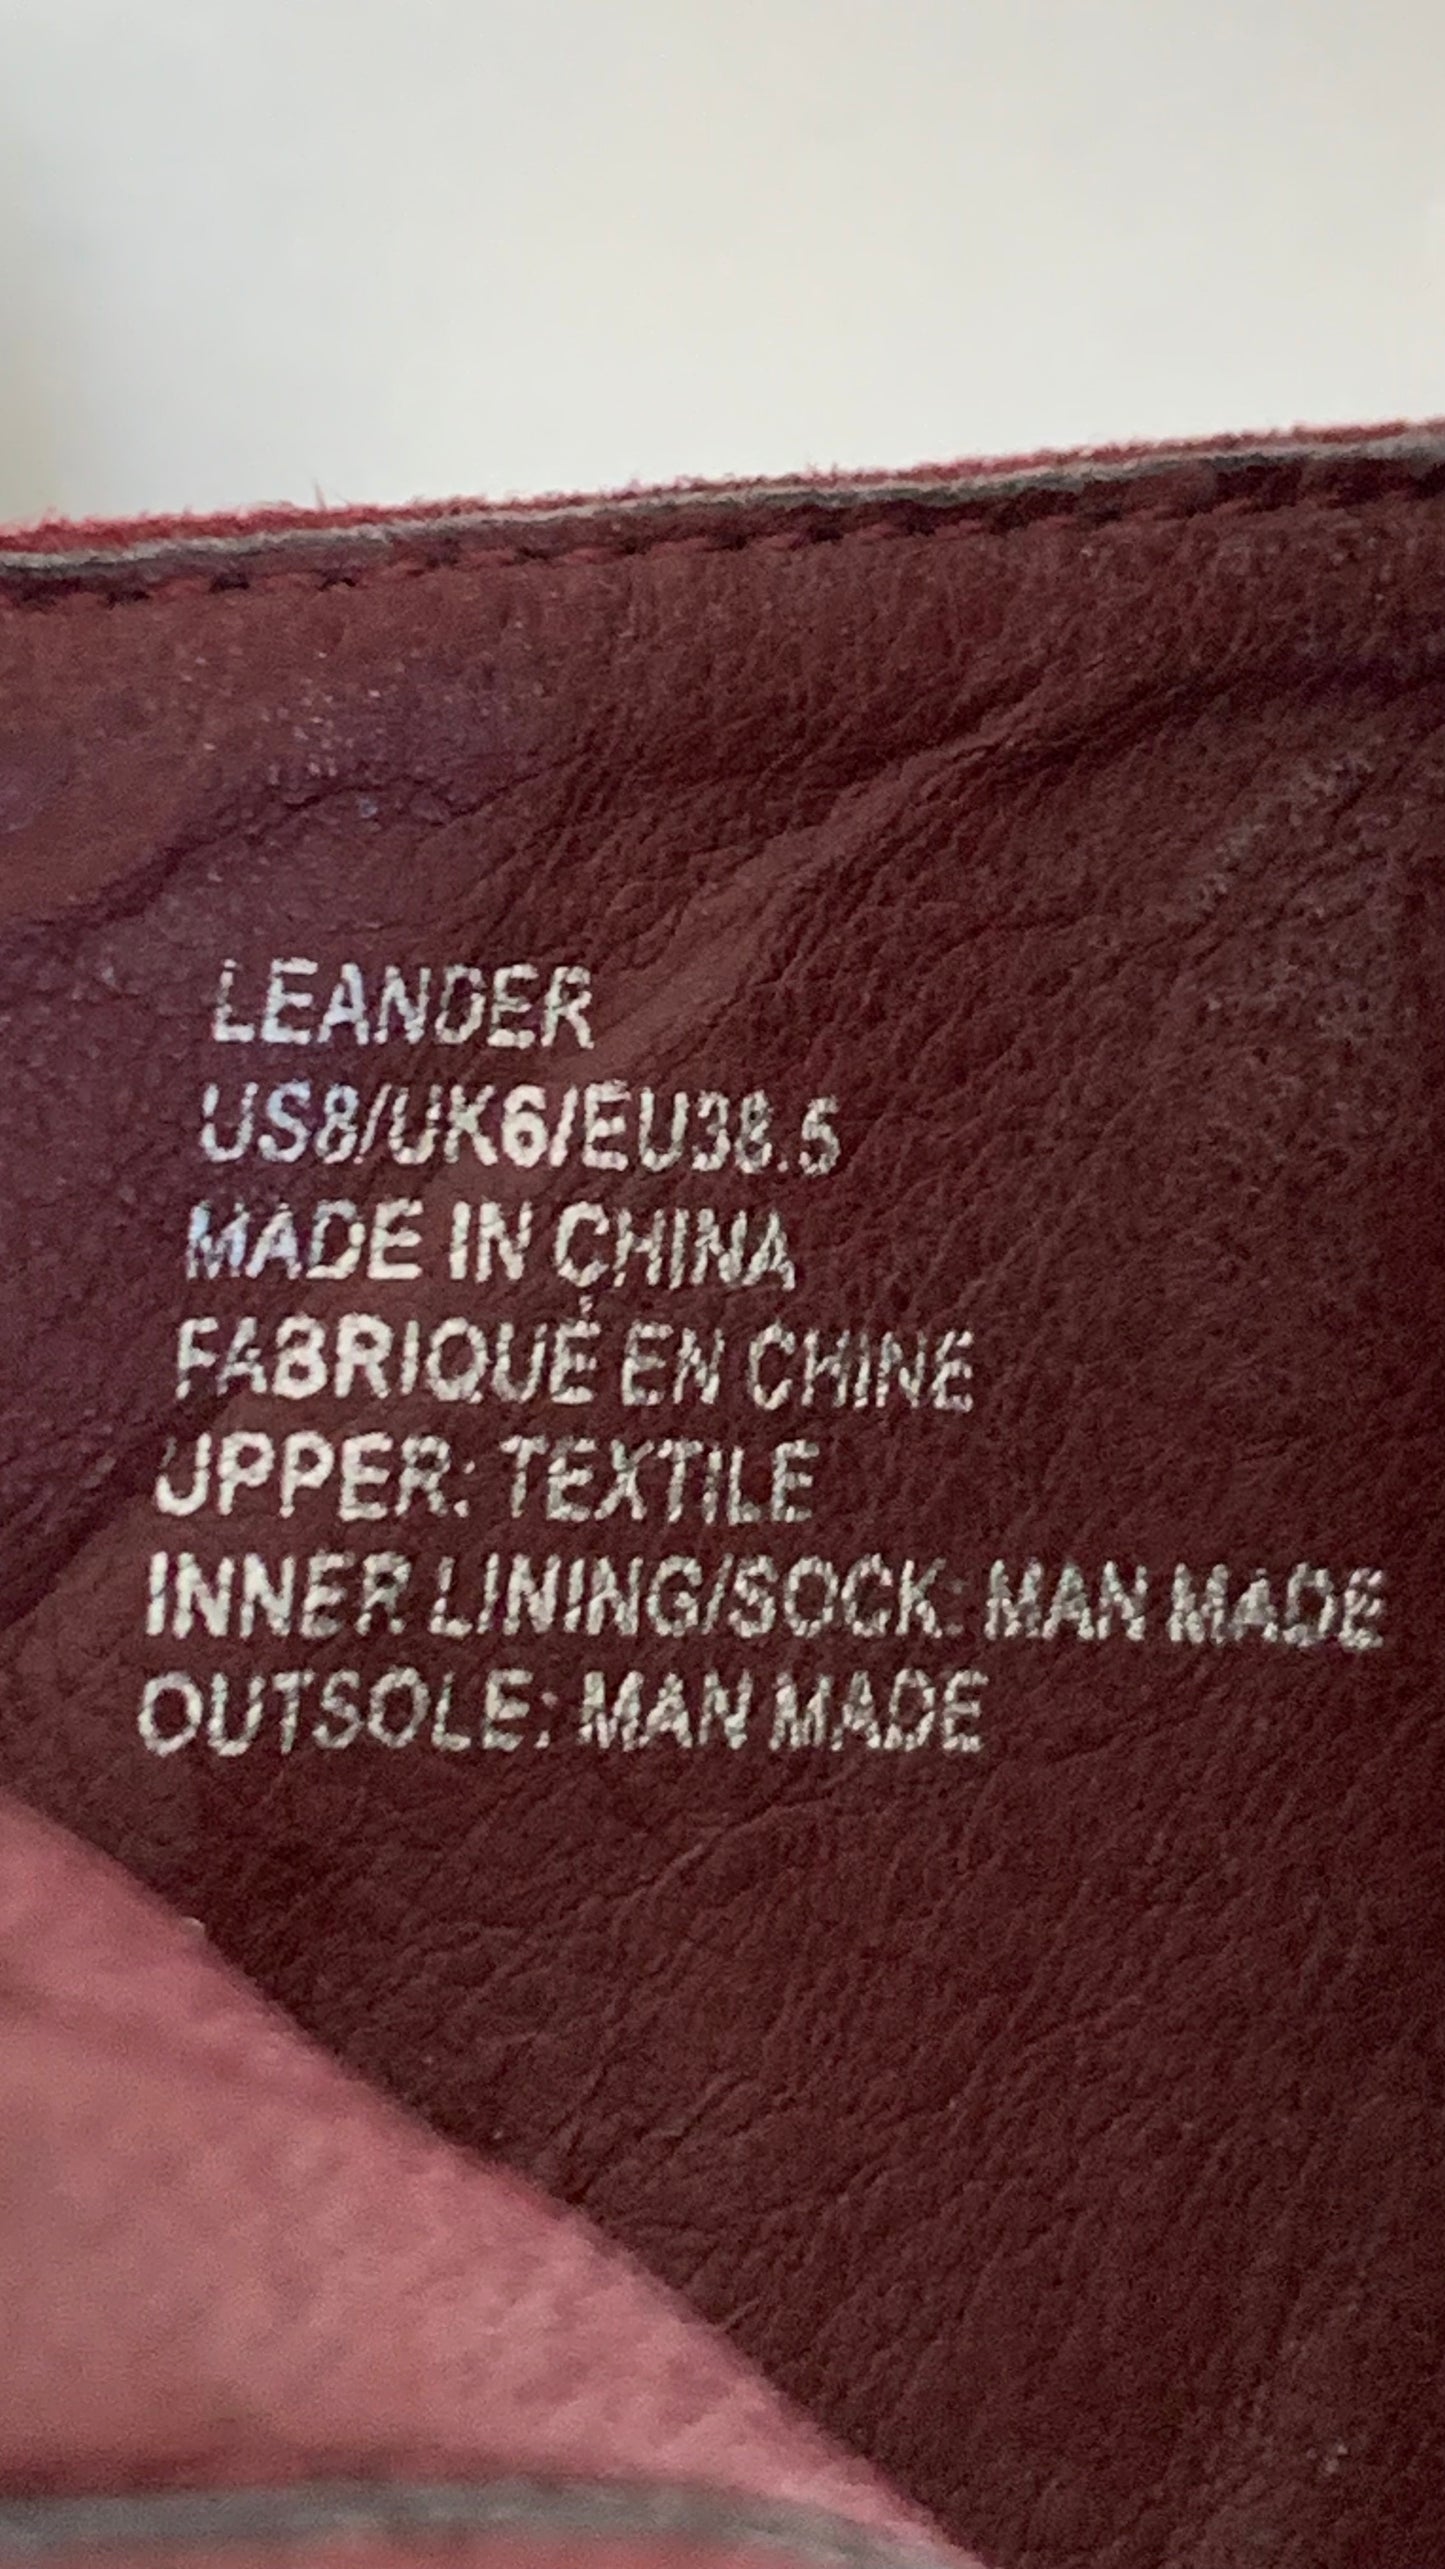 LEANDER
US8/UK6/EU38.5
MADE IN CHINA
FABRIQUÉ EN CHINE
UPPER: TEXTILE
INNER LINING/SOCK: MAN MADE
OUTSOLE: MAN MADE